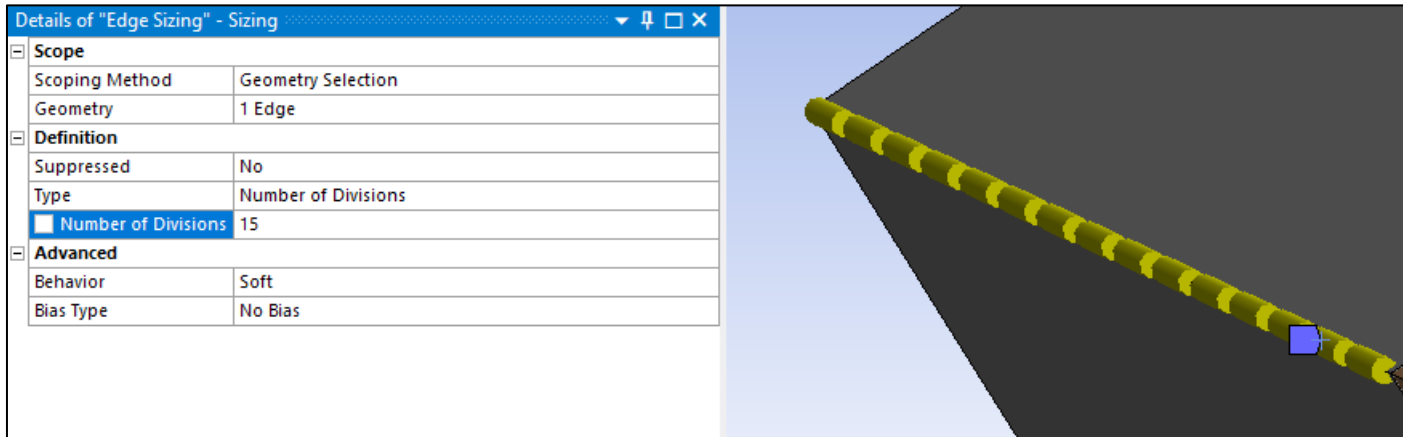 Details of "Edge Sizing" - Sizing
Scope
Scoping Method Geometry Selection
Geometry 1 Edge
Definition
Suppressed No
Type Number of Divisions
Number of Divisions 15
Advanced
Behavior Soft
Bias Type No Bias